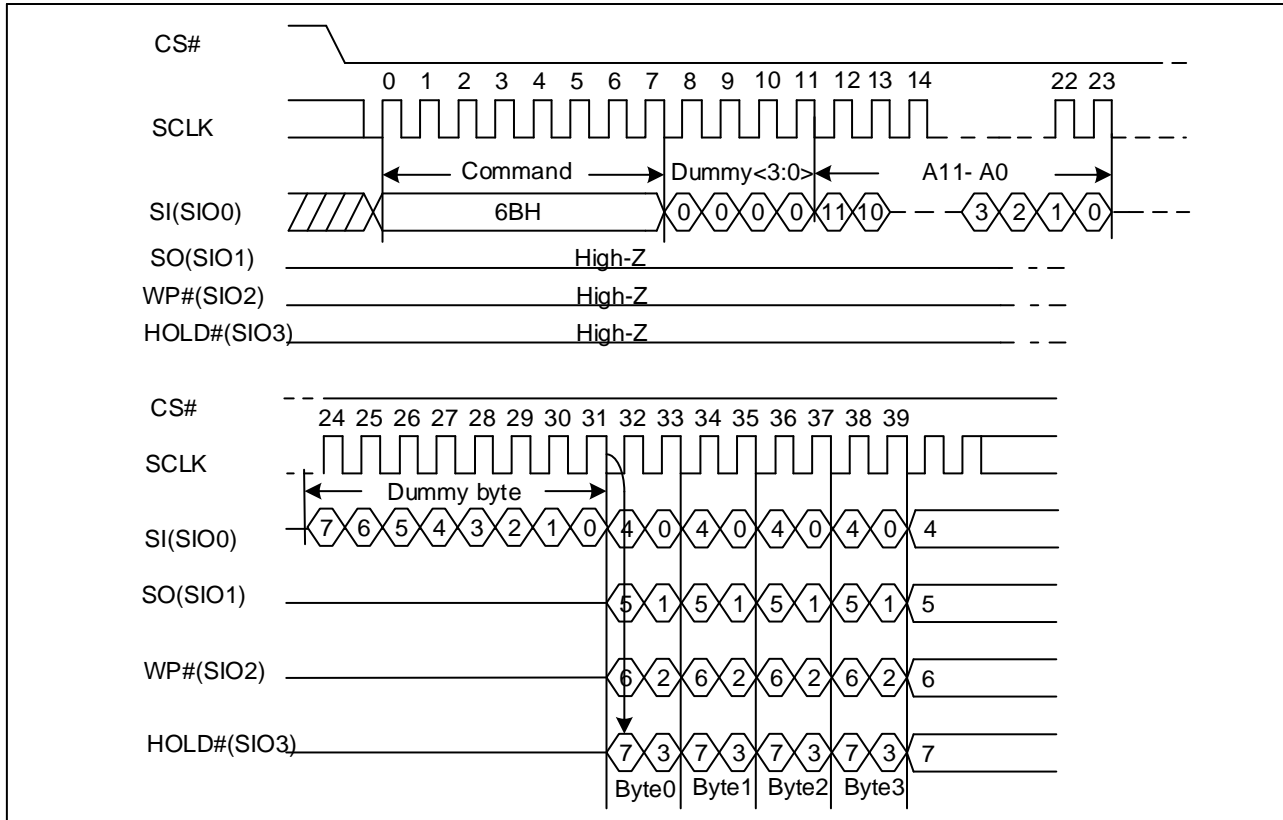 CS#
0 1 2 3 4 5 6 7 8 9 10 11 12 13 14 22 23
SCLK
Command Dummy<3:0> A11- A0
SI(SIO0) 6BH 0 0 0 0 11 10 3 2 1 0
SO(SIO1) High-Z
WP#(SIO2) High-Z
HOLD#(SIO3) High-Z
CS#
24 25 26 27 28 29 30 31 32 33 34 35 36 37 38 39
SCLK
Dummy byte
SI(SIO0) 7 6 5 4 3 2 1 0 4 0 4 0 4 0 4 0 4
SO(SIO1) 5 1 5 1 5 1 5 1 5
WP#(SIO2) 6 2 6 2 6 2 6 2 6
HOLD#(SIO3) 7 3 7 3 7 3 7 3 7
Byte0 Byte1 Byte2 Byte3